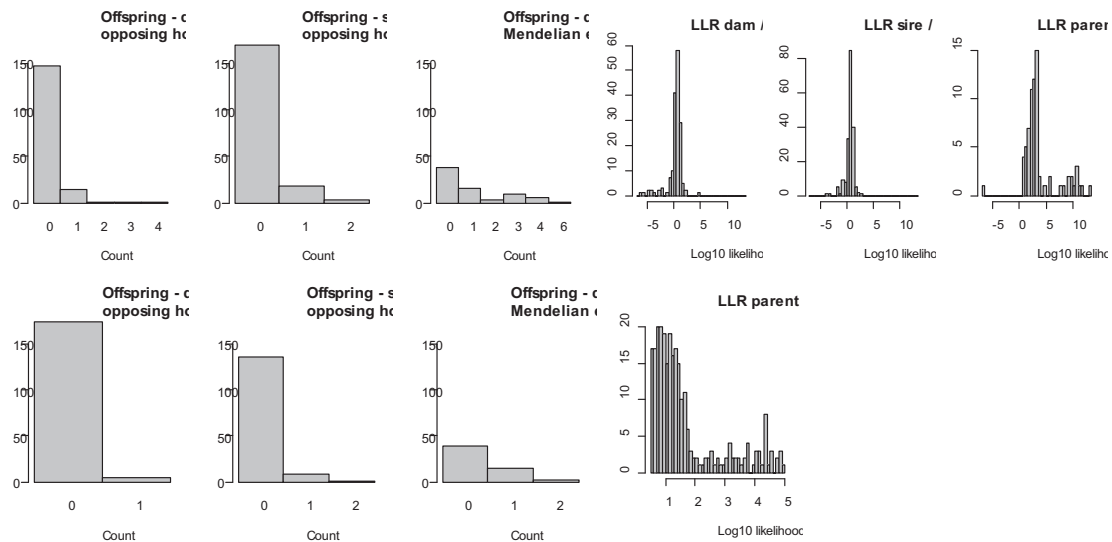 Offspring - d
opposing ho
150
100
50
0
0 1 2 3 4
Count
Offspring - s
opposing ho
150
100
50
0
0 1 2
Count
Offspring - d
Mendelian e
150
100
50
0
0 1 2 3 4 6
Count
LLR dam /
60
50
40
30
20
10
0
-5 0 5 10
Log10 likeliho
LLR sire /
80
60
40
20
0
-5 0 5 10
Log10 likeliho
LLR paren
15
10
5
0
-5 0 5 10
Log10 likeliho
Offspring - d
opposing ho
150
100
50
0
0 1
Count
Offspring - s
opposing ho
150
100
50
0
0 1 2
Count
Offspring - d
Mendelian e
150
100
50
0
0 1 2
Count
LLR parent
20
15
10
5
0
1 2 3 4 5
Log10 likelihood